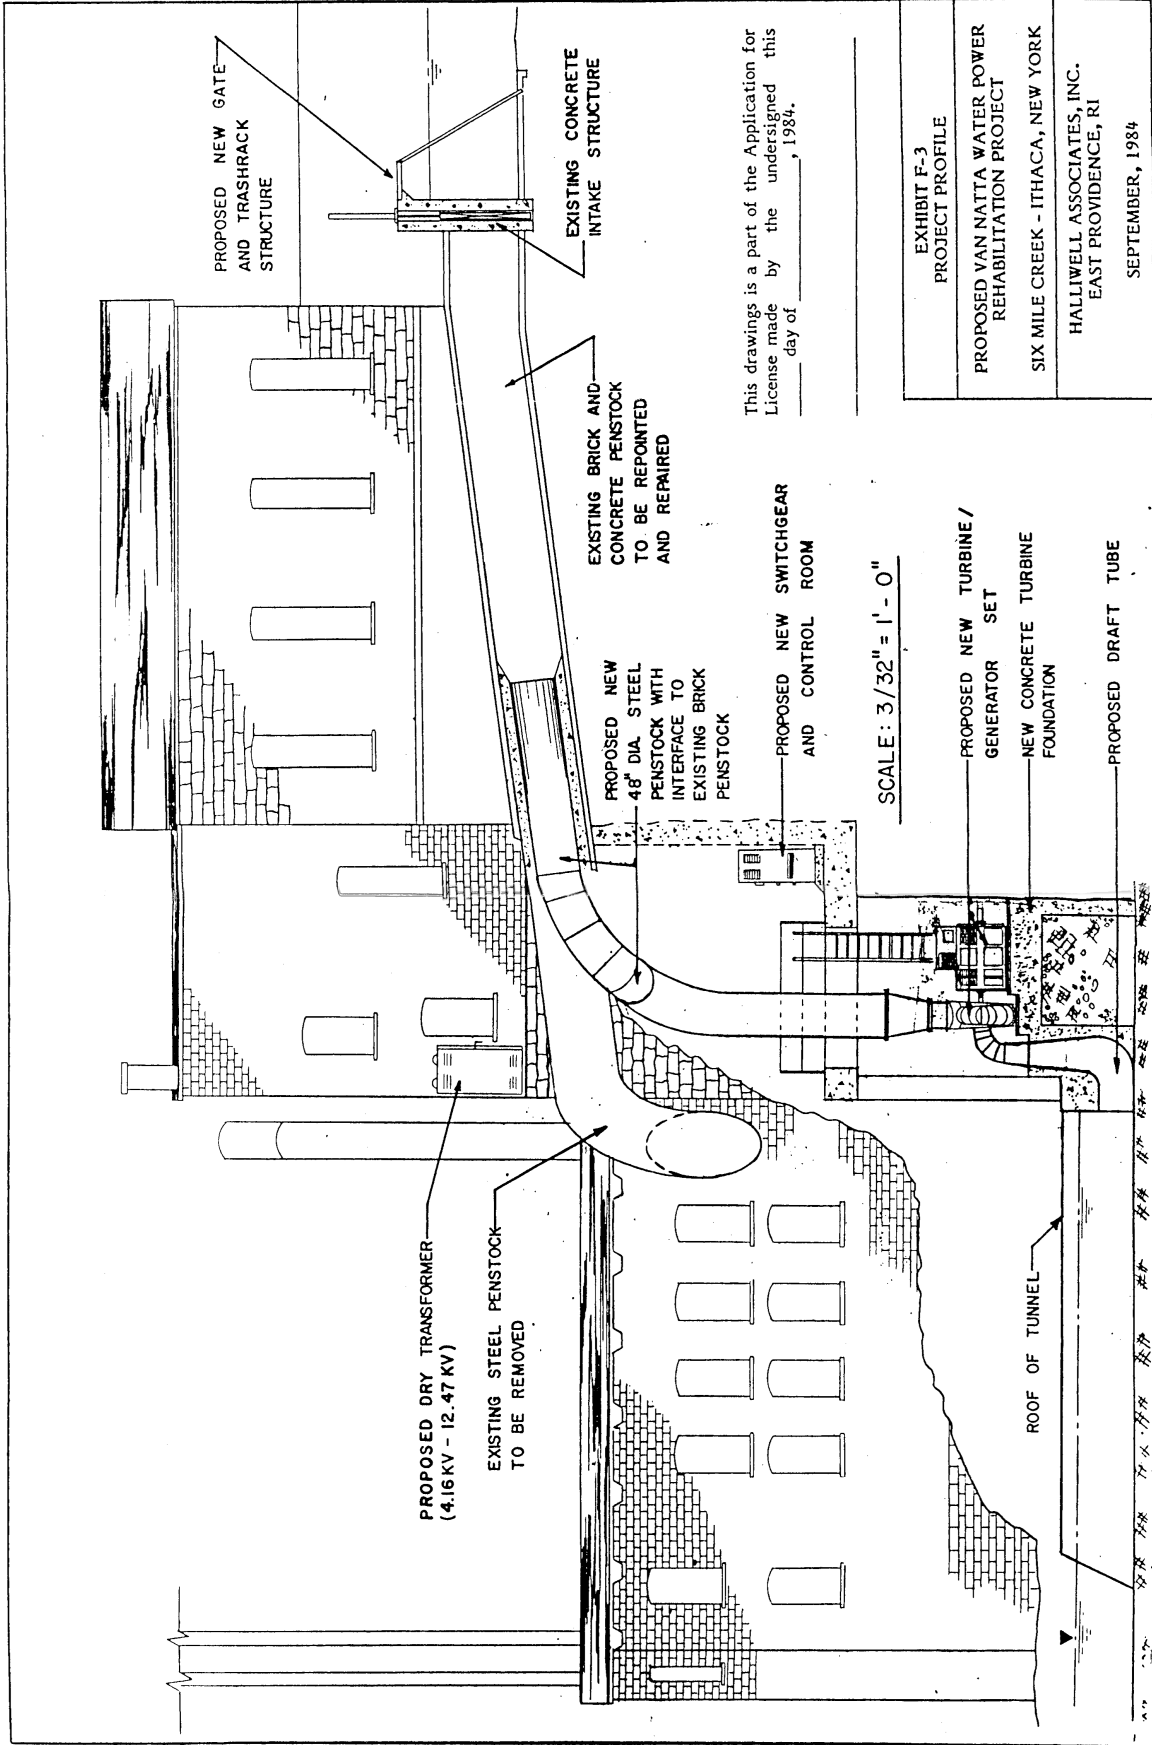 PROPOSED NEW GATE
AND TRASHRACK
STRUCTURE
EXISTING CONCRETE
INTAKE STRUCTURE
EXISTING BRICK AND
CONCRETE PENSTOCK
TO BE REPOINTED
AND REPAIRED
PROPOSED NEW
48" DIA. STEEL
PENSTOCK WITH
INTERFACE TO
EXISTING BRICK
PENSTOCK
PROPOSED DRY TRANSFORMER
(4.16KV - 12.47 KV)
EXISTING STEEL PENSTOCK
TO BE REMOVED
PROPOSED NEW SWITCHGEAR
AND CONTROL ROOM
SCALE: 3/32" = 1'- 0"
PROPOSED NEW TURBINE/
GENERATOR SET
NEW CONCRETE TURBINE
FOUNDATION
PROPOSED DRAFT TUBE
ROOF OF TUNNEL
This drawings is a part of the Application for
License made by the undersigned this
________ day of ____________, 1984.
EXHIBIT F-3
PROJECT PROFILE
PROPOSED VAN NATTA WATER POWER
REHABILITATION PROJECT
SIX MILE CREEK - ITHACA, NEW YORK
HALLIWELL ASSOCIATES, INC.
EAST PROVIDENCE, RI
SEPTEMBER, 1984